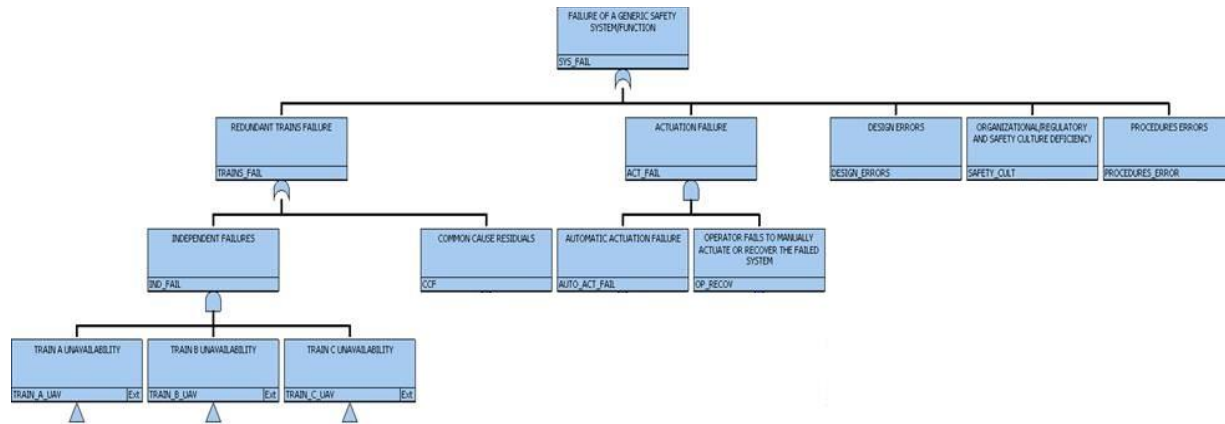 FAILURE OF A GENERIC SAFETY
SYSTEM/FUNCTION
SYS_FAIL
REDUNDANT TRAINS FAILURE
TRAINS_FAIL
ACTUATION FAILURE
ACT_FAIL
DESIGN ERRORS
DESIGN_ERRORS
ORGANIZATIONAL/REGULATORY
AND SAFETY CULTURE DEFICIENCY
SAFETY_CULT
PROCEDURES ERRORS
PROCEDURES_ERROR
INDEPENDENT FAILURES
IND_FAIL
COMMON CAUSE RESIDUALS
CCF
AUTOMATIC ACTUATION FAILURE
AUTO_ACT_FAIL
OPERATOR FAILS TO MANUALLY
ACTUATE OR RECOVER THE FAILED
SYSTEM
OP_RECOV
TRAIN A UNAVAILABILITY
TRAIN_A_UAV Ext
TRAIN B UNAVAILABILITY
TRAIN_B_UAV Ext
TRAIN C UNAVAILABILITY
TRAIN_C_UAV Ext